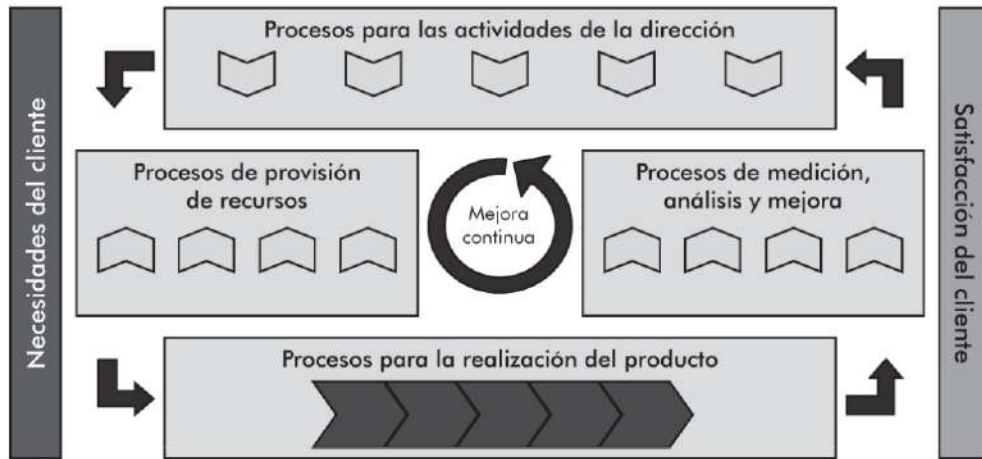 Procesos para las actividades de la dirección
Necesidades del cliente
Procesos de provisión
de recursos
Mejora
continua
Procesos de medición,
análisis y mejora
Satisfacción del cliente
Procesos para la realización del producto